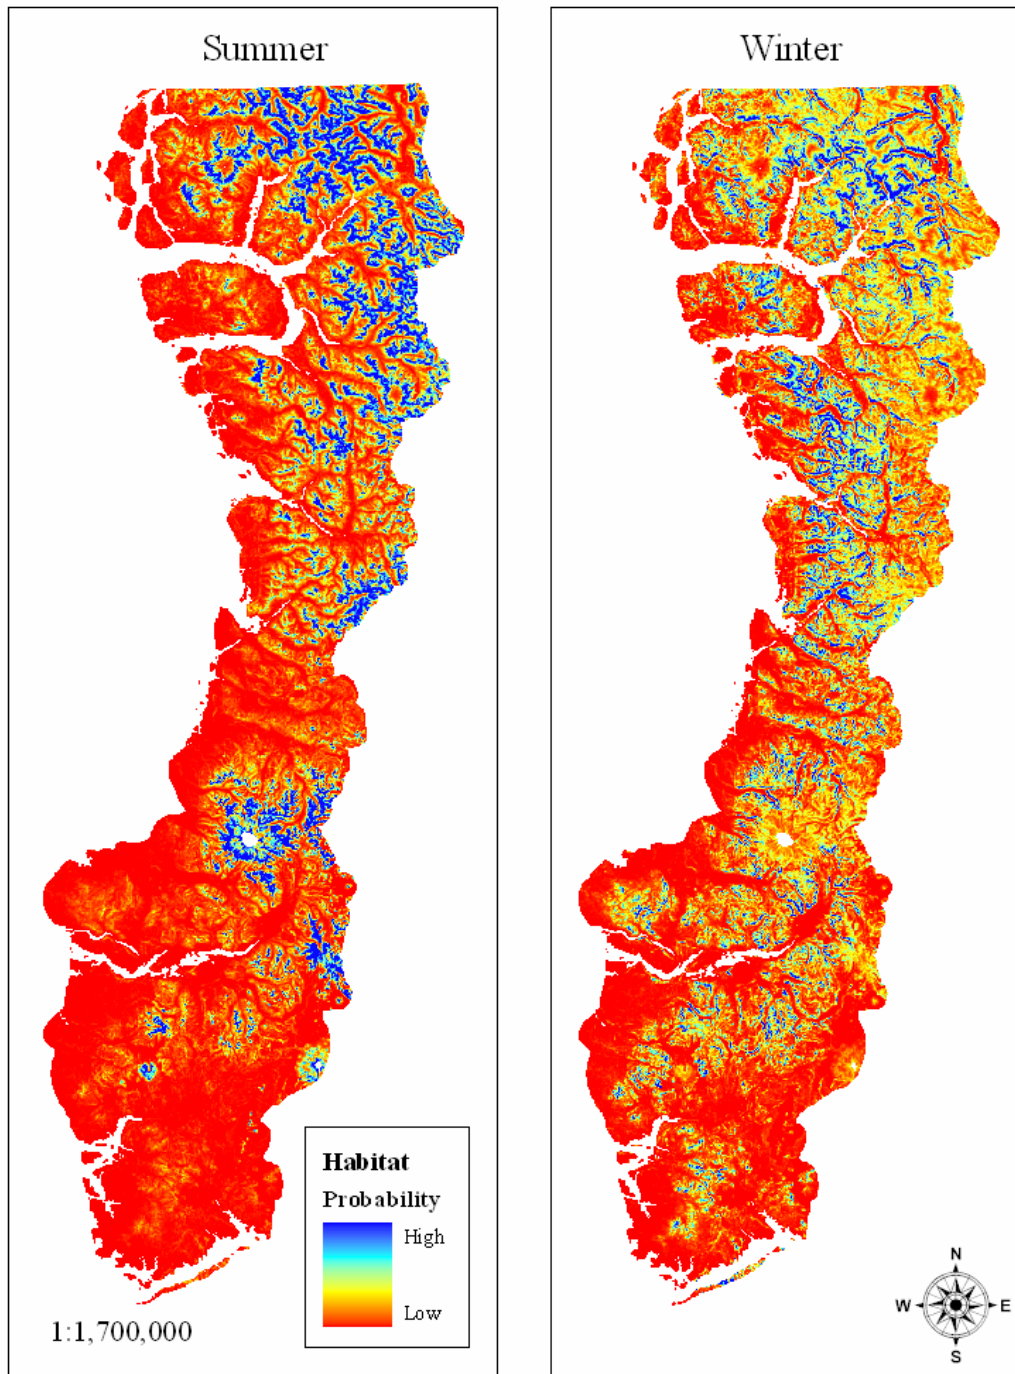 Summer
Winter
Habitat
Probability
High
Low
1:1,700,000
N
W
E
S